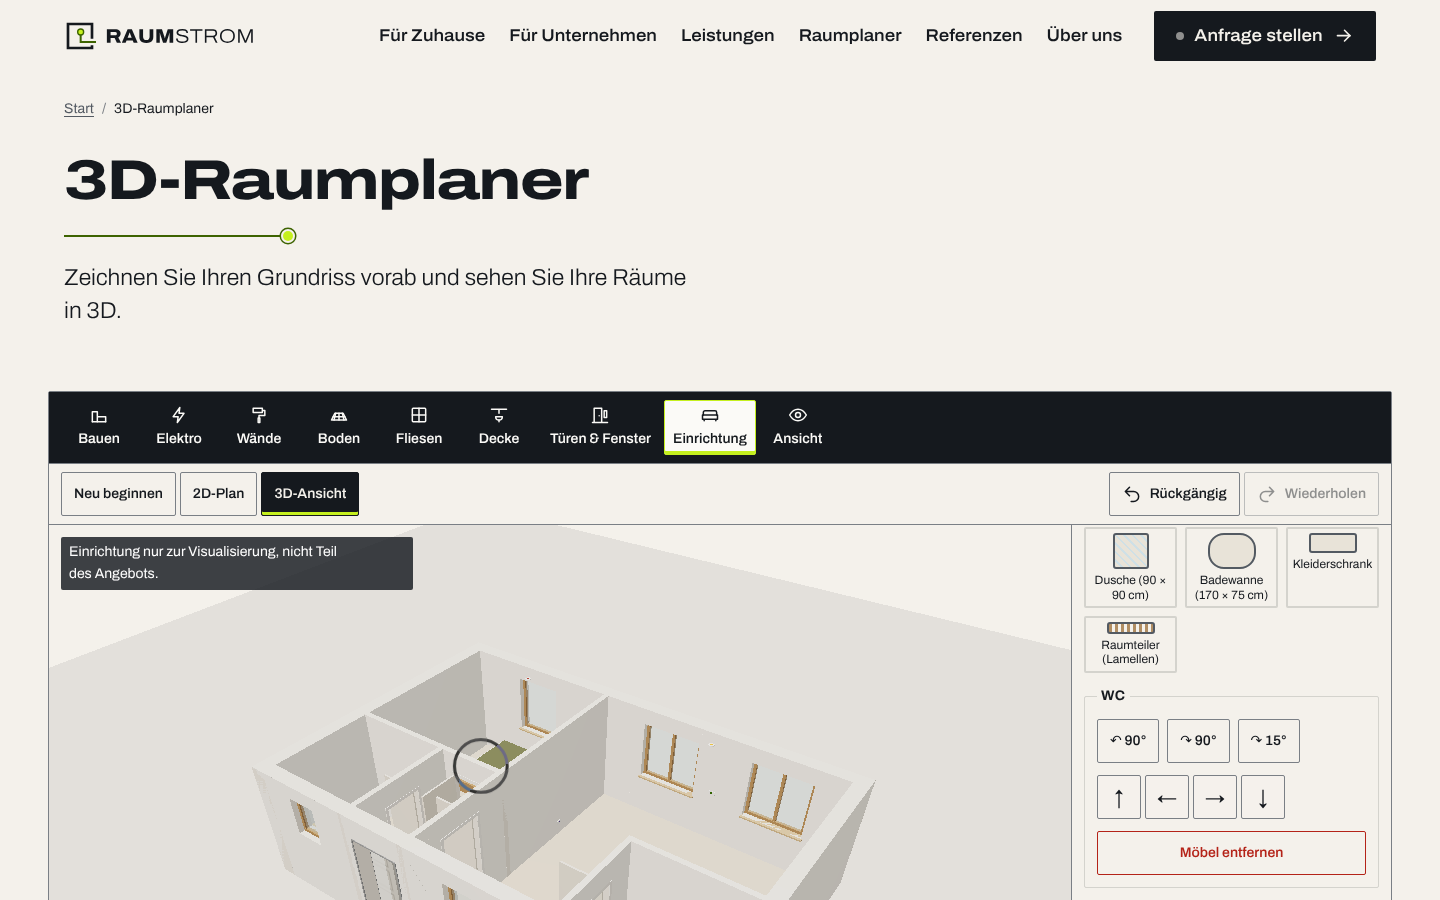 RAUMSTROM
Für Zuhause
Für Unternehmen
Leistungen
Raumplaner
Referenzen
Über uns
Anfrage stellen →
Start / 3D-Raumplaner
3D-Raumplaner
Zeichnen Sie Ihren Grundriss vorab und sehen Sie Ihre Räume
in 3D.
Bauen
Elektro
Wände
Boden
Fliesen
Decke
Türen & Fenster
Einrichtung
Ansicht
Neu beginnen
2D-Plan
3D-Ansicht
Rückgängig
Wiederholen
Einrichtung nur zur Visualisierung, nicht Teil
des Angebots.
Dusche (90 ×
90 cm)
Badewanne
(170 × 75 cm)
Kleiderschrank
Raumteiler
(Lamellen)
WC
↶ 90°
↷ 90°
↷ 15°
↑ ← → ↓
Möbel entfernen